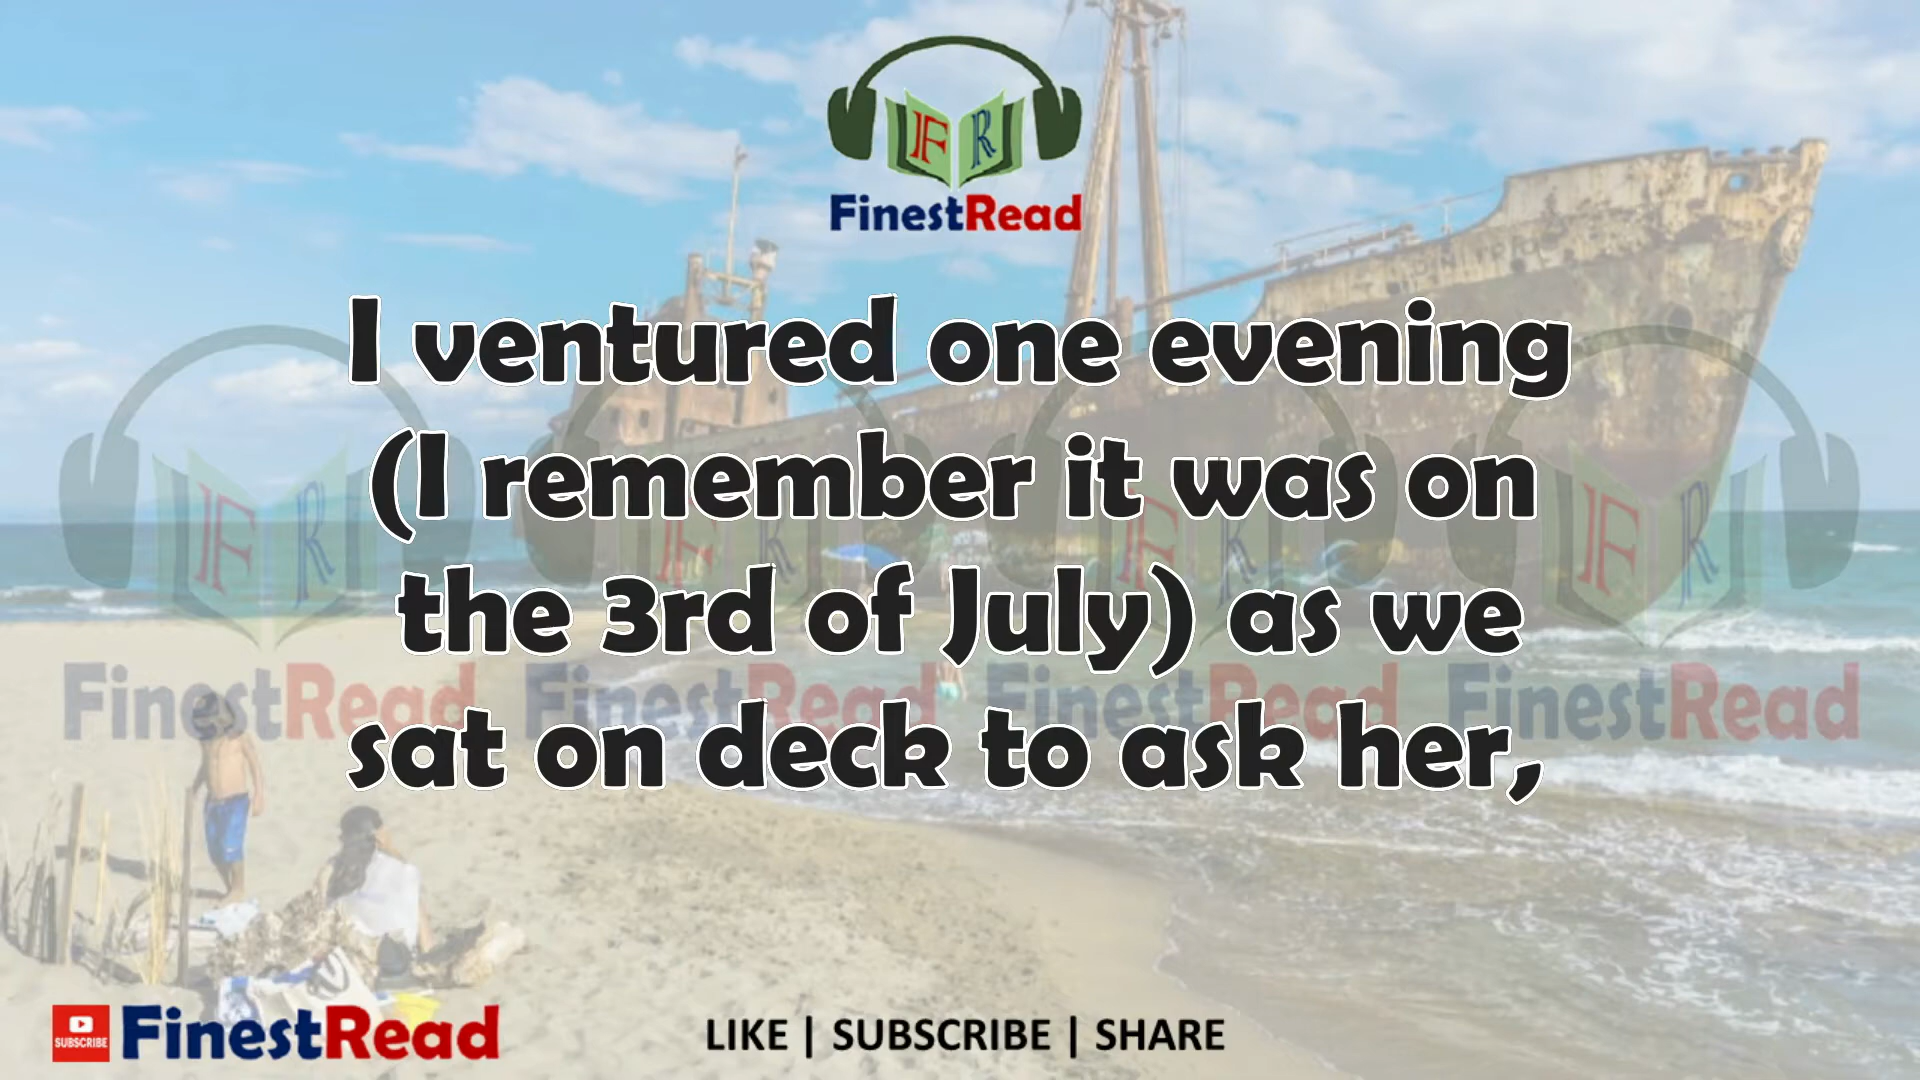 F R
FinestRead
I ventured one evening
(I remember it was on
the 3rd of July) as we
sat on deck to ask her,
F R
F R
F R
F R
FinestRead
FinestRead
FinestRead
FinestRead
SUBSCRIBE
FinestRead
LIKE | SUBSCRIBE | SHARE